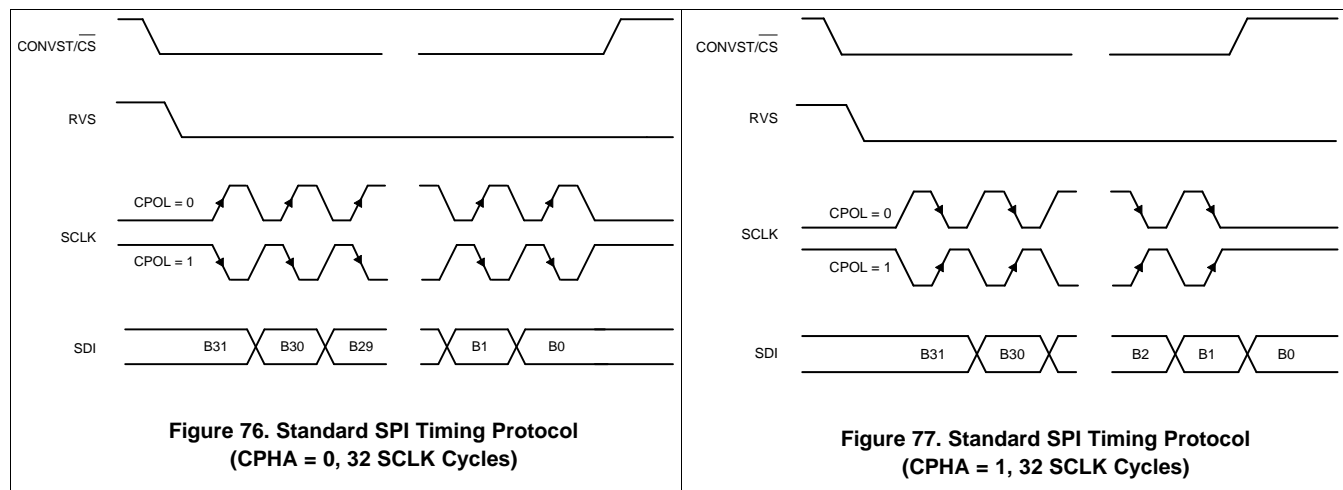 CONVST/CS
RVS
CPOL = 0
SCLK
CPOL = 1
SDI
B31 B30 B29 B1 B0
Figure 76. Standard SPI Timing Protocol
(CPHA = 0, 32 SCLK Cycles)
CONVST/CS
RVS
CPOL = 0
SCLK
CPOL = 1
SDI
B31 B30 B2 B1 B0
Figure 77. Standard SPI Timing Protocol
(CPHA = 1, 32 SCLK Cycles)